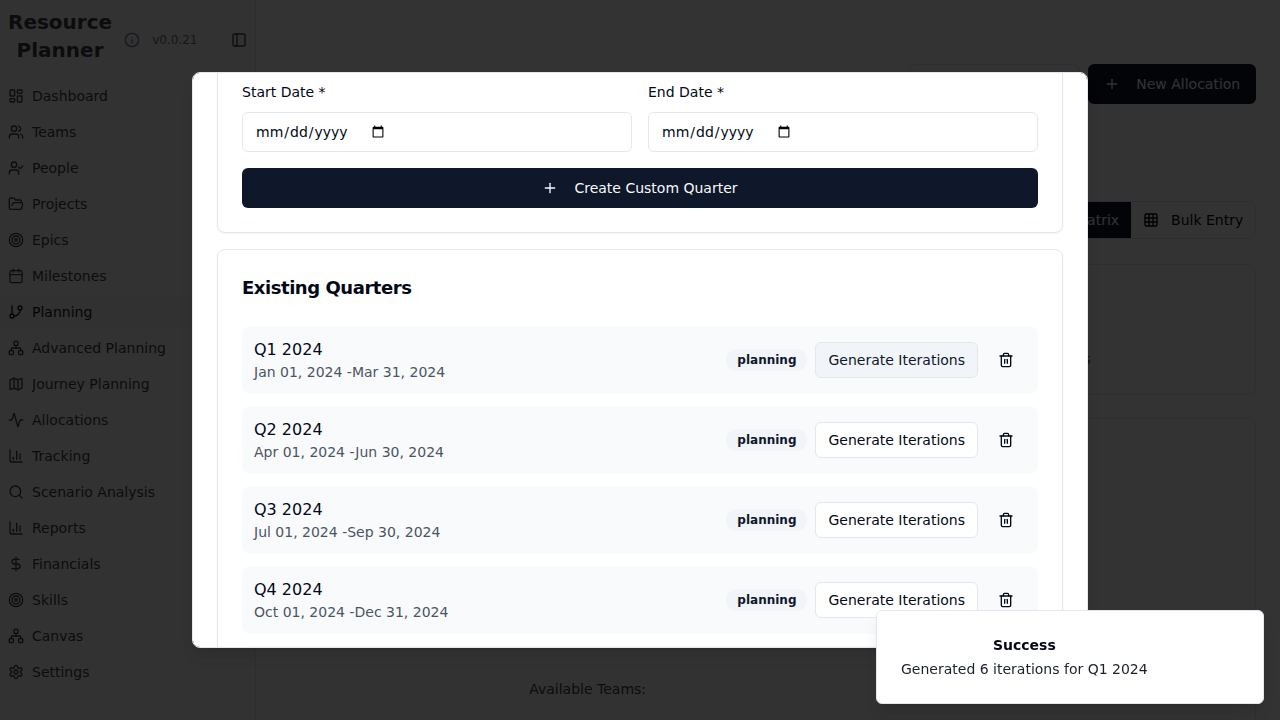 Resource
Planner
v0.0.21
Dashboard
Teams
People
Projects
Epics
Milestones
Planning
Advanced Planning
Journey Planning
Allocations
Tracking
Scenario Analysis
Reports
Financials
Skills
Canvas
Settings
New Allocation
Bulk Entry
Start Date *
End Date *
mm/dd/yyyy
mm/dd/yyyy
Create Custom Quarter
Existing Quarters
Q1 2024
Jan 01, 2024 -Mar 31, 2024
planning
Generate Iterations
Q2 2024
Apr 01, 2024 -Jun 30, 2024
planning
Generate Iterations
Q3 2024
Jul 01, 2024 -Sep 30, 2024
planning
Generate Iterations
Q4 2024
Oct 01, 2024 -Dec 31, 2024
planning
Generate Iterations
Success
Generated 6 iterations for Q1 2024
Available Teams: